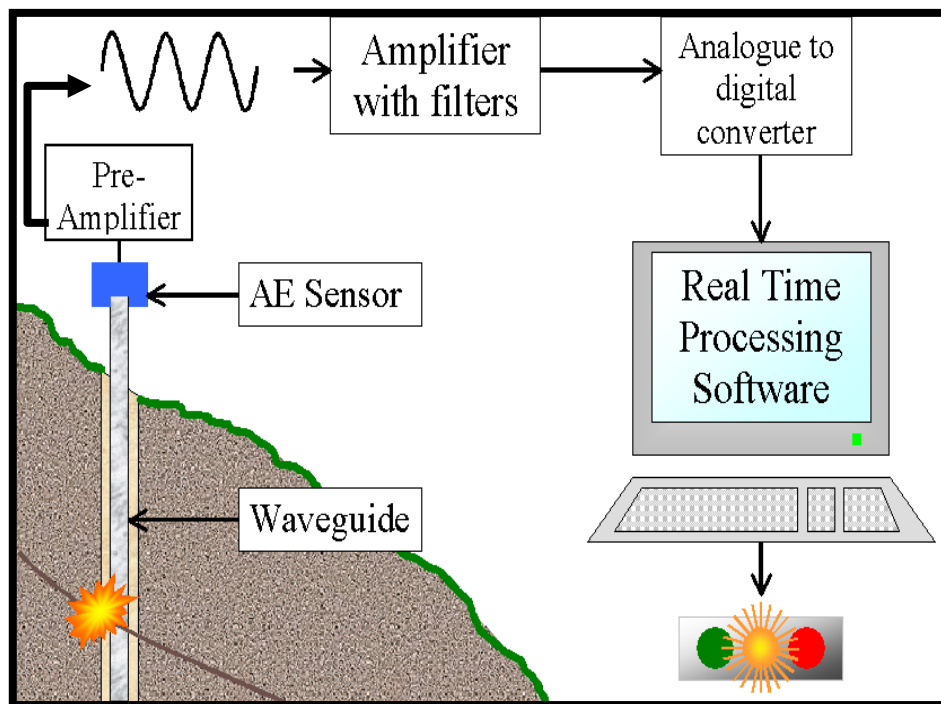 Amplifier
with filters
Analogue to
digital
converter
Pre-
Amplifier
AE Sensor
Real Time
Processing
Software
Waveguide